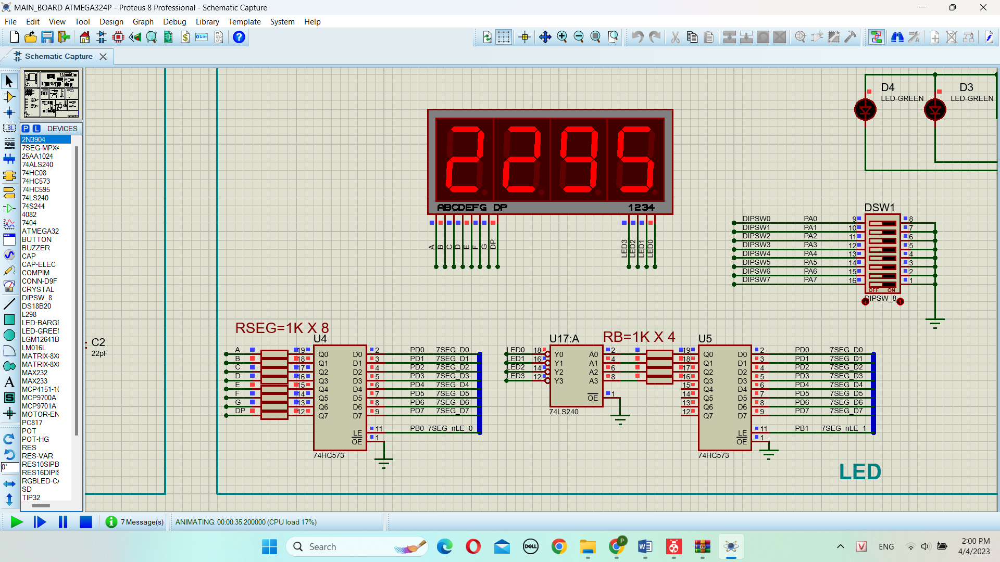 MAIN_BOARD ATMEGA324P - Proteus 8 Professional - Schematic Capture
File Edit View Tool Design Graph Debug Library Template System Help
Schematic Capture
P L DEVICES
2N3904
7SEG-MPX4
25AA1024
74ALS240
74HC08
74HC573
74HC595
74LS240
74S244
4082
7404
ATMEGA32
BUTTON
BUZZER
CAP
CAP-ELEC
COMPIM
CONN-D9F
CRYSTAL
DIPSW_8
DS18B20
L298
LED-BARG
LED-GREEN
LGM12641B
LM016L
MATRIX-8X
MATRIX-8X
MAX232
MAX233
MCP4151-10
MCP9700A
MCP9701A
MOTOR-EN
PC817
POT
POT-HG
RES
RES-VAR
RES10SIPB
RES16DIPIS
RGBLED-C
SD
TIP32
LBL
A
S
0°
C2
22pF
2295
ABCDEFG DP 1234
A B C D E F G DP
LED3 LED2 LED1 LED0
D4
LED-GREEN
D3
LED-GREEN
DSW1
DIPSW0 PA0 9 8
DIPSW1 PA1 10 7
DIPSW2 PA2 11 6
DIPSW3 PA3 12 5
DIPSW4 PA4 13 4
DIPSW5 PA5 14 3
DIPSW6 PA6 15 2
DIPSW7 PA7 16 1
OFF ON
DIPSW_8
RSEG=1K X 8
U4
A 19 Q0 D0 2 PD0 7SEG_D0
B 18 Q1 D1 3 PD1 7SEG_D1
C 17 Q2 D2 4 PD2 7SEG_D2
D 16 Q3 D3 5 PD3 7SEG_D3
E 15 Q4 D4 6 PD4 7SEG_D4
F 14 Q5 D5 7 PD5 7SEG_D5
G 13 Q6 D6 8 PD6 7SEG_D6
DP 12 Q7 D7 9 PD7 7SEG_D7
LE 11 PB0 7SEG_nLE_0
OE 1
74HC573
U17:A
RB=1K X 4
LED0 18 Y0 A0 2
LED1 16 Y1 A1 4
LED2 14 Y2 A2 6
LED3 12 Y3 A3 8
OE 1
74LS240
U5
19 Q0 D0 2 PD0 7SEG_D0
18 Q1 D1 3 PD1 7SEG_D1
17 Q2 D2 4 PD2 7SEG_D2
16 Q3 D3 5 PD3 7SEG_D3
15 Q4 D4 6 PD4 7SEG_D4
14 Q5 D5 7 PD5 7SEG_D5
13 Q6 D6 8 PD6 7SEG_D6
12 Q7 D7 9 PD7 7SEG_D7
LE 11 PB1 7SEG_nLE_1
OE 1
74HC573
LED
7 Message(s)
ANIMATING: 00:00:35.200000 (CPU load 17%)
Search
DELL
P
W
V
ENG
2:00 PM
4/4/2023